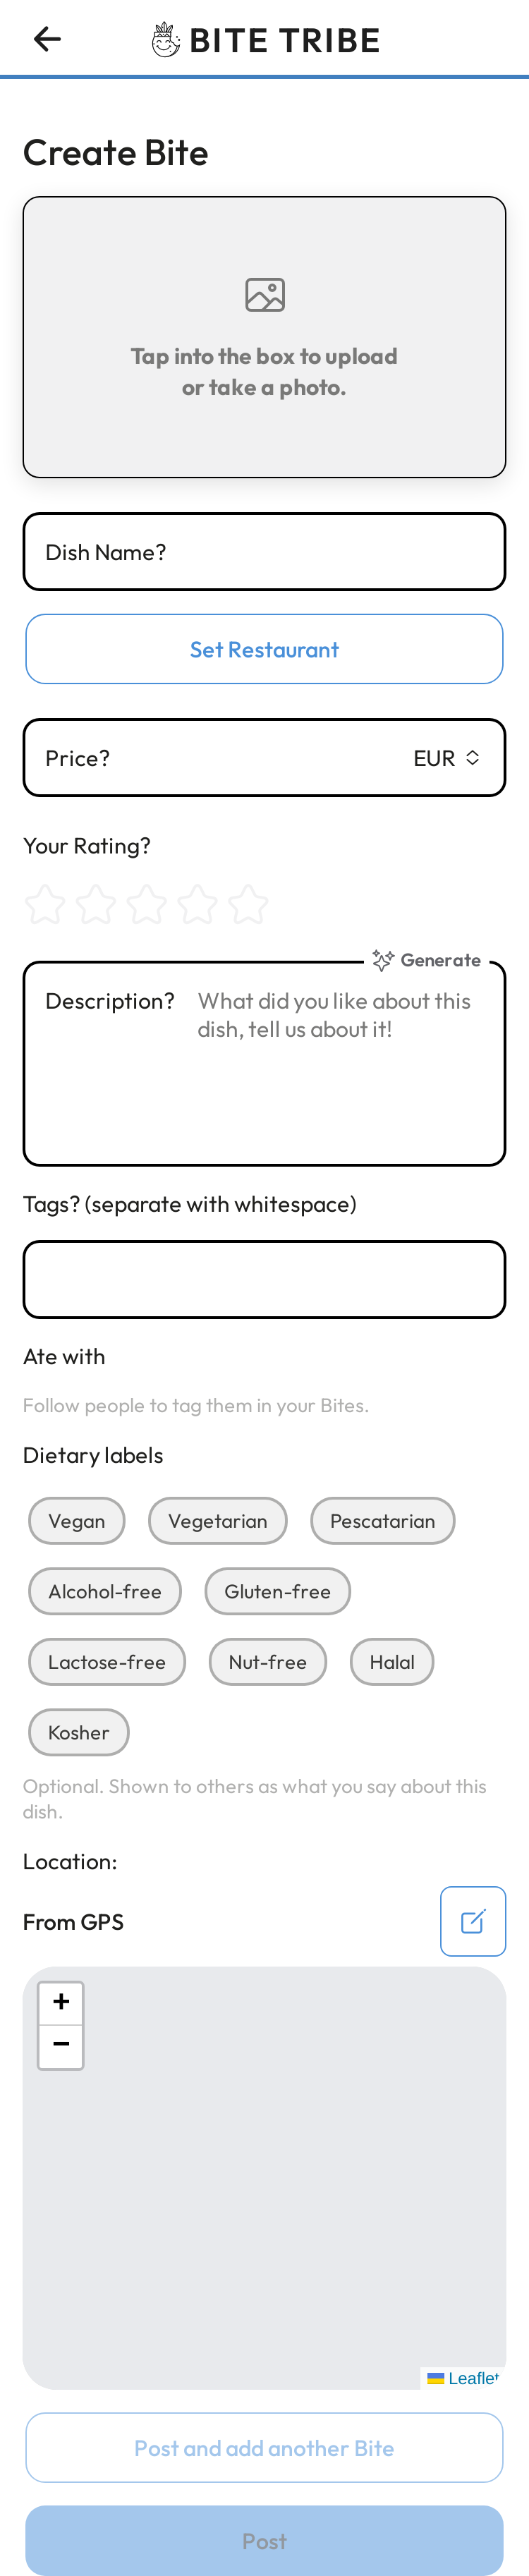 BITE TRIBE
Create Bite
Tap into the box to upload
or take a photo.
Dish Name?
Set Restaurant
Price? EUR
Your Rating?
Generate
Description? What did you like about this
dish, tell us about it!
Tags? (separate with whitespace)
Ate with
Follow people to tag them in your Bites.
Dietary labels
Vegan Vegetarian Pescatarian
Alcohol-free Gluten-free
Lactose-free Nut-free Halal
Kosher
Optional. Shown to others as what you say about this
dish.
Location:
From GPS
+
−
Leaflet
Post and add another Bite
Post